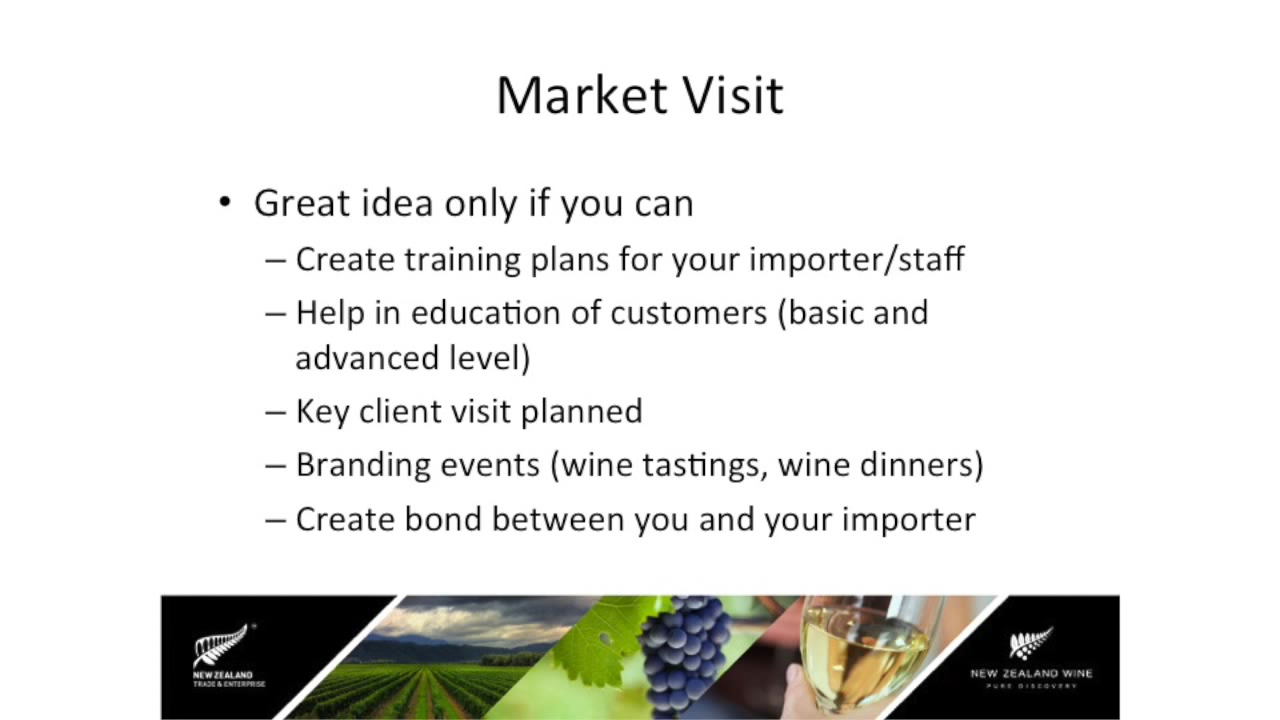 Market Visit
• Great idea only if you can
– Create training plans for your importer/staff
– Help in education of customers (basic and
advanced level)
– Key client visit planned
– Branding events (wine tastings, wine dinners)
– Create bond between you and your importer
NEW ZEALAND
TRADE & ENTERPRISE
NEW ZEALAND WINE
PURE DISCOVERY